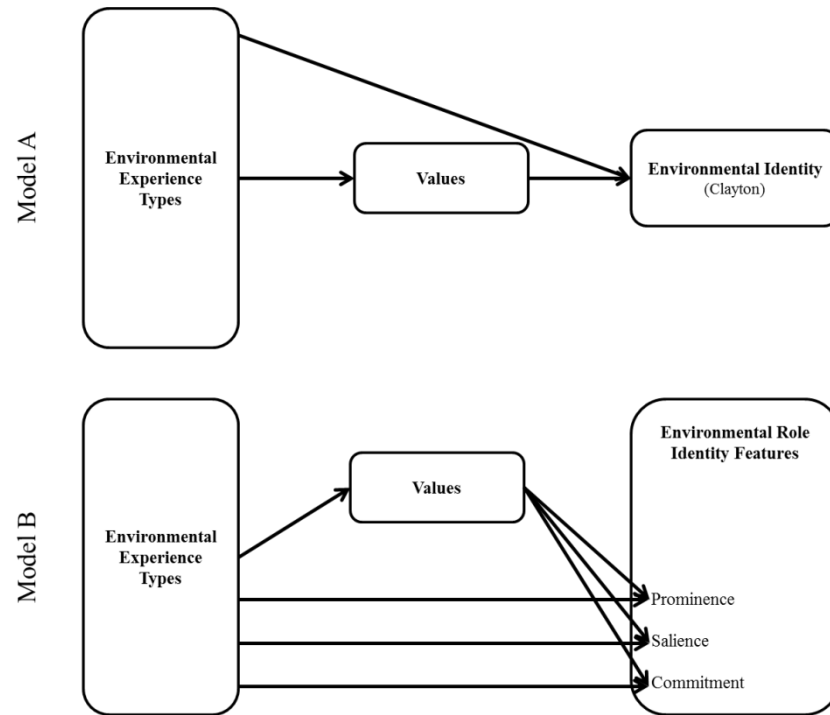 Model A
Environmental
Experience
Types
Values
Environmental Identity
(Clayton)
Model B
Environmental
Experience
Types
Values
Environmental Role
Identity Features
Prominence
Salience
Commitment